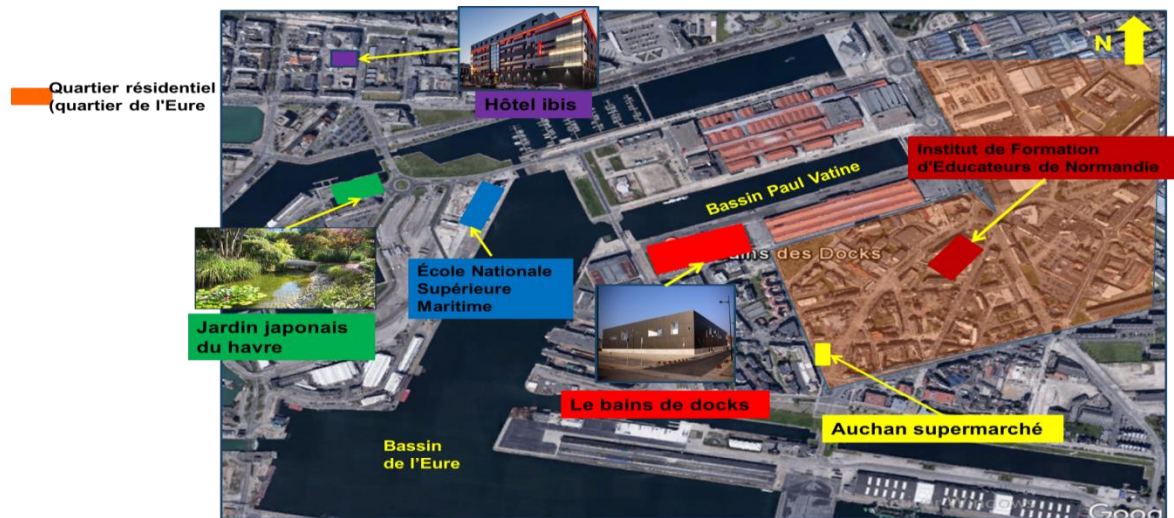 Quartier résidentiel
(quartier de l'Eure
Hôtel ibis
N
Institut de Formation
d'Educateurs de Normandie
Bassin Paul Vatine
ains des Docks
École Nationale
Supérieure
Maritime
Jardin japonais
du havre
Le bains de docks
Auchan supermarché
Bassin
de l'Eure
Goog